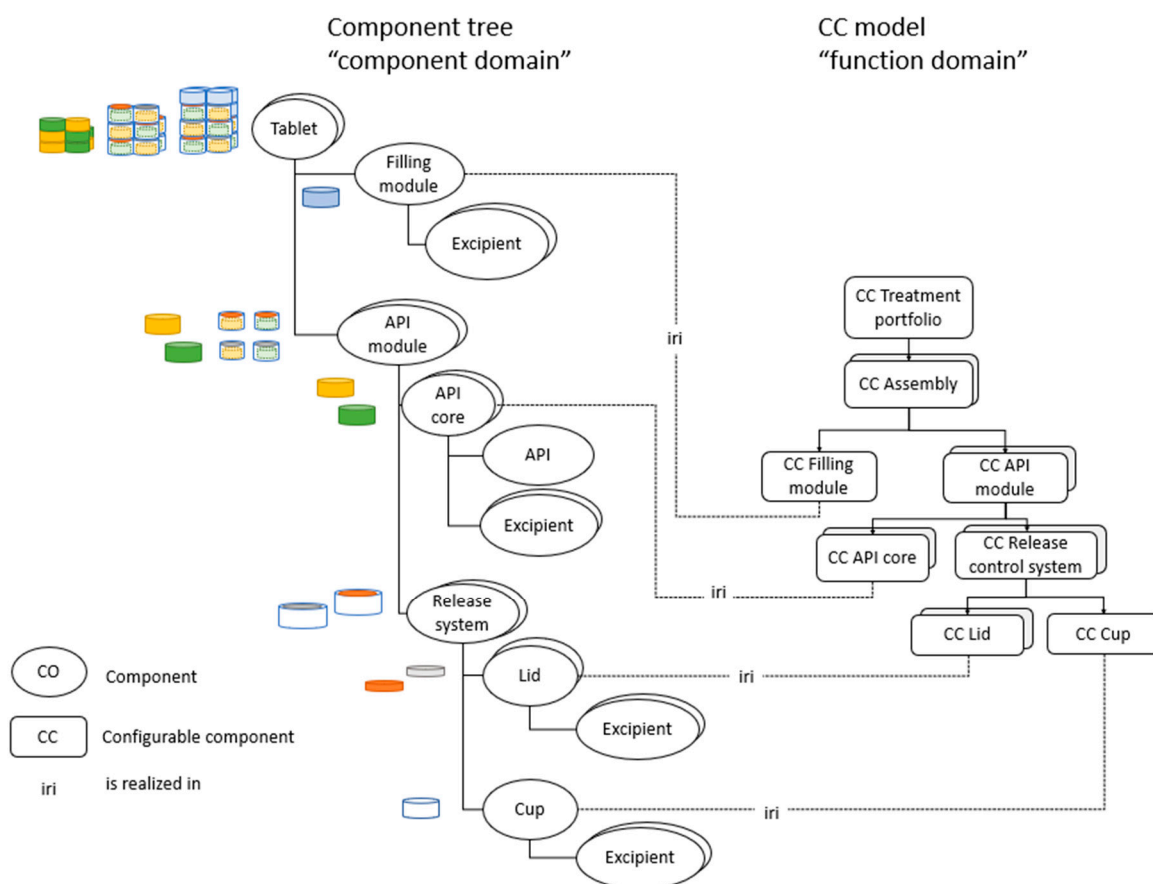 Component tree
“component domain”
CC model
“function domain”
Tablet
Filling
module
Excipient
API
module
API
core
API
Excipient
Release
system
Lid
Excipient
Cup
Excipient
iri
iri
iri
iri
CC Treatment
portfolio
CC Assembly
CC Filling
module
CC API
module
CC API core
CC Release
control system
CC Lid
CC Cup
CO
Component
CC
Configurable component
iri
is realized in